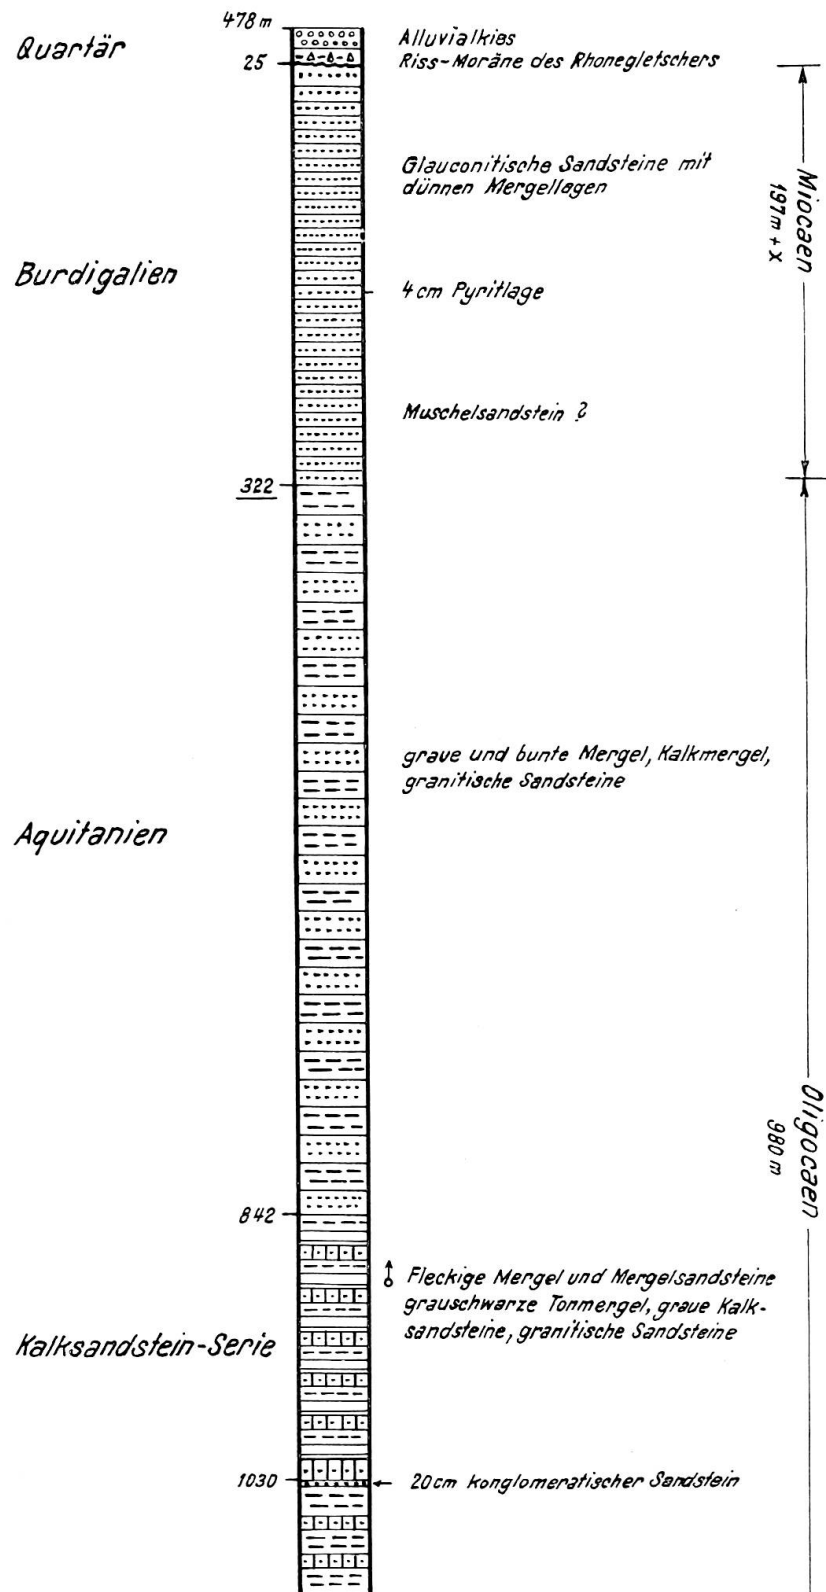 478 m
Quartär
Alluvialkies
25
Riss-Moräne des Rhonegletschers
Glauconitische Sandsteine mit
dünnen Mergellagen
Miocaen
197m + x
Burdigalien
4 cm Pyritlage
Muschelsandstein ?
322
graue und bunte Mergel, Kalkmergel,
granitische Sandsteine
Aquitanien
Oligocaen
980 m
842
Fleckige Mergel und Mergelsandsteine
grauschwarze Tonmergel, graue Kalk-
sandsteine, granitische Sandsteine
Kalksandstein-Serie
1030
20cm konglomeratischer Sandstein